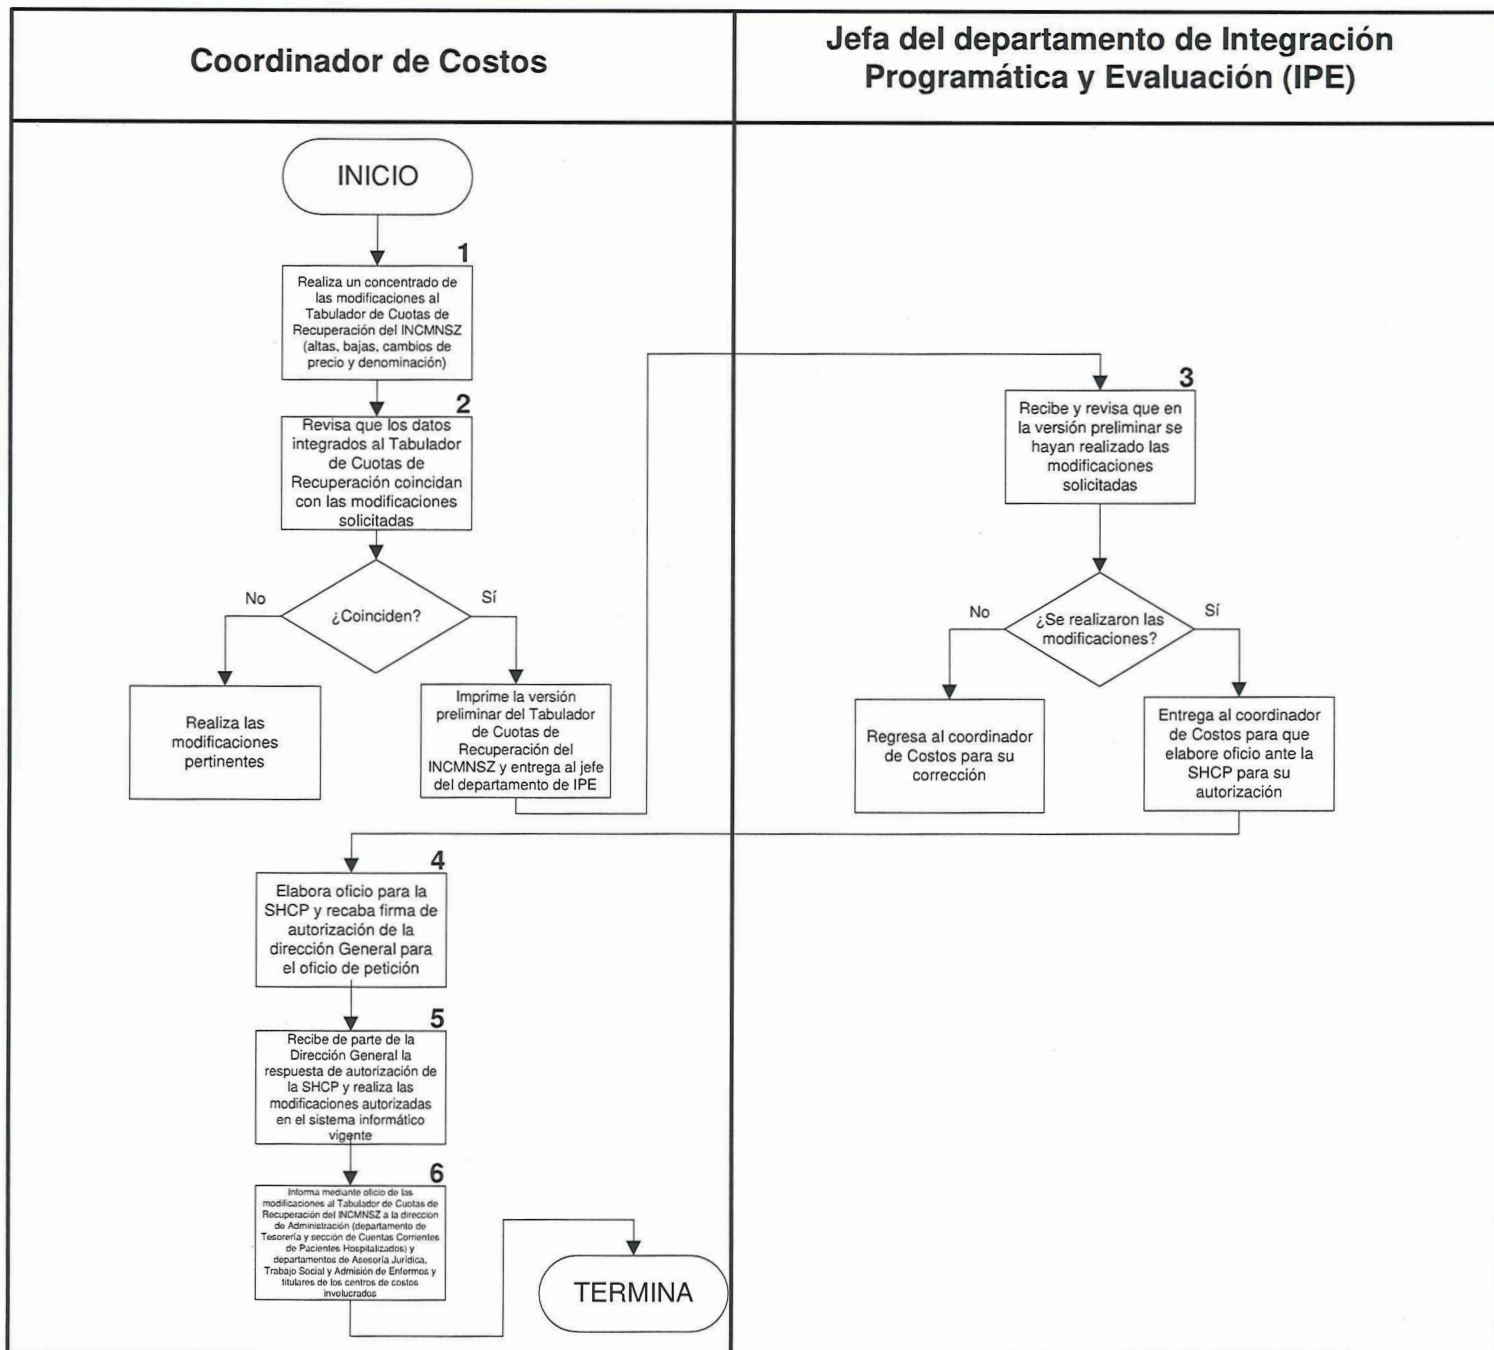 Coordinador de Costos
Jefa del departamento de Integración
Programática y Evaluación (IPE)
INICIO
1
Realiza un concentrado de
las modificaciones al
Tabulador de Cuotas de
Recuperación del INCMNSZ
(altas, bajas, cambios de
precio y denominación)
2
Revisa que los datos
integrados al Tabulador
de Cuotas de
Recuperación coincidan
con las modificaciones
solicitadas
¿Coinciden?
No
Sí
Realiza las
modificaciones
pertinentes
Imprime la versión
preliminar del Tabulador
de Cuotas de
Recuperación del
INCMNSZ y entrega al jefe
del departamento de IPE
3
Recibe y revisa que en
la versión preliminar se
hayan realizado las
modificaciones
solicitadas
¿Se realizaron las
modificaciones?
No
Sí
Regresa al coordinador
de Costos para su
corrección
Entrega al coordinador
de Costos para que
elabore oficio ante la
SHCP para su
autorización
4
Elabora oficio para la
SHCP y recaba firma de
autorización de la
dirección General para
el oficio de petición
5
Recibe de parte de la
Dirección General la
respuesta de autorización de
la SHCP y realiza las
modificaciones autorizadas
en el sistema informático
vigente
6
Informa mediante oficio de las
modificaciones al Tabulador de Cuotas de
Recuperación del INCMNSZ a la dirección
de Administración (departamento de
Tesorería y sección de Cuentas Corrientes
de Pacientes Hospitalizados) y
departamentos de Asesoría Jurídica,
Trabajo Social y Admisión de Enfermos y
titulares de los centros de costos
involucrados
TERMINA